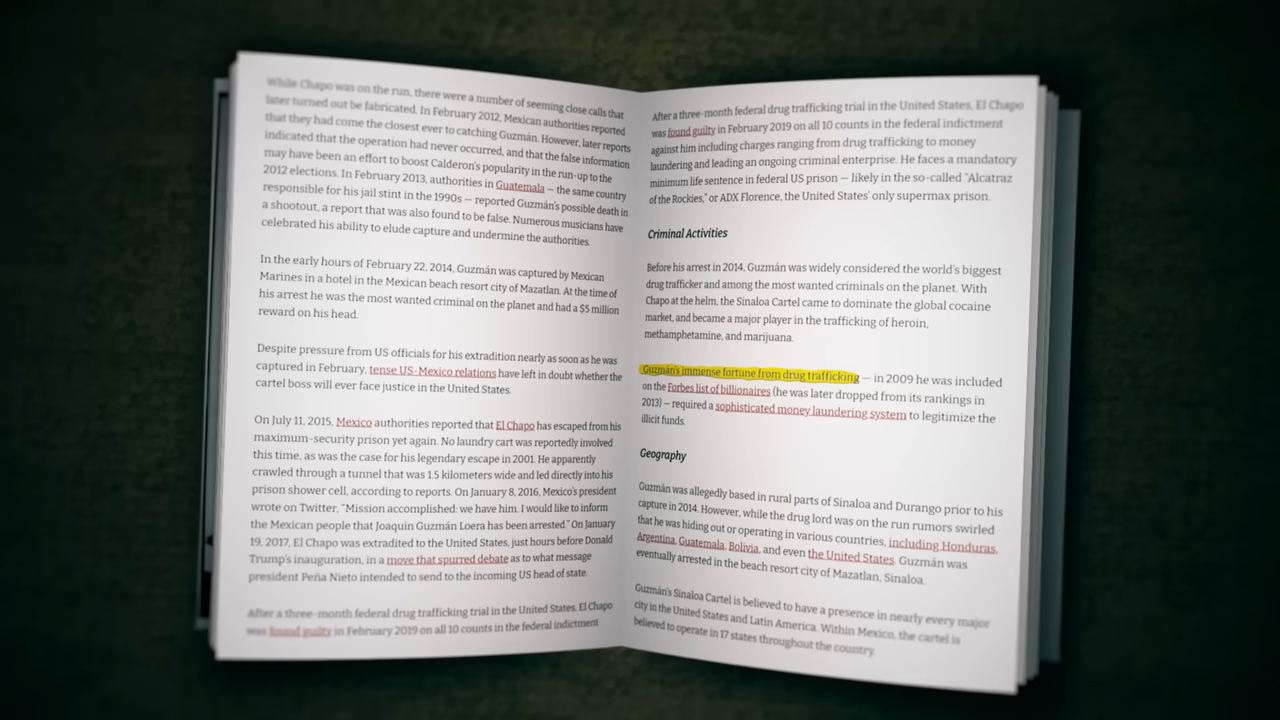 While Chapo was on the run, there were a number of seeming close calls that
later turned out be fabricated. In February 2012, Mexican authorities reported
that they had come the closest ever to catching Guzmán. However, later reports
indicated that the operation had never occurred, and that the false information
may have been an effort to boost Calderon's popularity in the run-up to the
2012 elections. In February 2013, authorities in Guatemala — the same country
responsible for his jail stint in the 1990s — reported Guzmán's possible death in
a shootout, a report that was also found to be false. Numerous musicians have
celebrated his ability to elude capture and undermine the authorities.
In the early hours of February 22, 2014, Guzmán was captured by Mexican
Marines in a hotel in the Mexican beach resort city of Mazatlan. At the time of
his arrest he was the most wanted criminal on the planet and had a $5 million
reward on his head.
Despite pressure from US officials for his extradition nearly as soon as he was
captured in February, tense US-Mexico relations have left in doubt whether the
cartel boss will ever face justice in the United States.
On July 11, 2015, Mexico authorities reported that El Chapo has escaped from his
maximum-security prison yet again. No laundry cart was reportedly involved
this time, as was the case for his legendary escape in 2001. He apparently
crawled through a tunnel that was 1.5 kilometers wide and led directly into his
prison shower cell, according to reports. On January 8, 2016, Mexico's president
wrote on Twitter, "Mission accomplished: we have him. I would like to inform
the Mexican people that Joaquin Guzmán Loera has been arrested." On January
19, 2017, El Chapo was extradited to the United States, just hours before Donald
Trump's inauguration, in a move that spurred debate as to what message
president Peña Nieto intended to send to the incoming US head of state.
After a three-month federal drug trafficking trial in the United States, El Chapo
was found guilty in February 2019 on all 10 counts in the federal indictment
After a three-month federal drug trafficking trial in the United States, El Chapo
was found guilty in February 2019 on all 10 counts in the federal indictment
against him including charges ranging from drug trafficking to money
laundering and leading an ongoing criminal enterprise. He faces a mandatory
minimum life sentence in federal US prison — likely in the so-called "Alcatraz
of the Rockies," or ADX Florence, the United States' only supermax prison.
Criminal Activities
Before his arrest in 2014, Guzmán was widely considered the world's biggest
drug trafficker and among the most wanted criminals on the planet. With
Chapo at the helm, the Sinaloa Cartel came to dominate the global cocaine
market, and became a major player in the trafficking of heroin,
methamphetamine, and marijuana.
Guzmán's immense fortune from drug trafficking — in 2009 he was included
on the Forbes list of billionaires (he was later dropped from its rankings in
2013) — required a sophisticated money laundering system to legitimize the
illicit funds.
Geography
Guzmán was allegedly based in rural parts of Sinaloa and Durango prior to his
capture in 2014. However, while the drug lord was on the run rumors swirled
that he was hiding out or operating in various countries, including Honduras,
Argentina, Guatemala, Bolivia, and even the United States. Guzmán was
eventually arrested in the beach resort city of Mazatlan, Sinaloa.
Guzmán's Sinaloa Cartel is believed to have a presence in nearly every major
city in the United States and Latin America. Within Mexico, the cartel is
believed to operate in 17 states throughout the country.